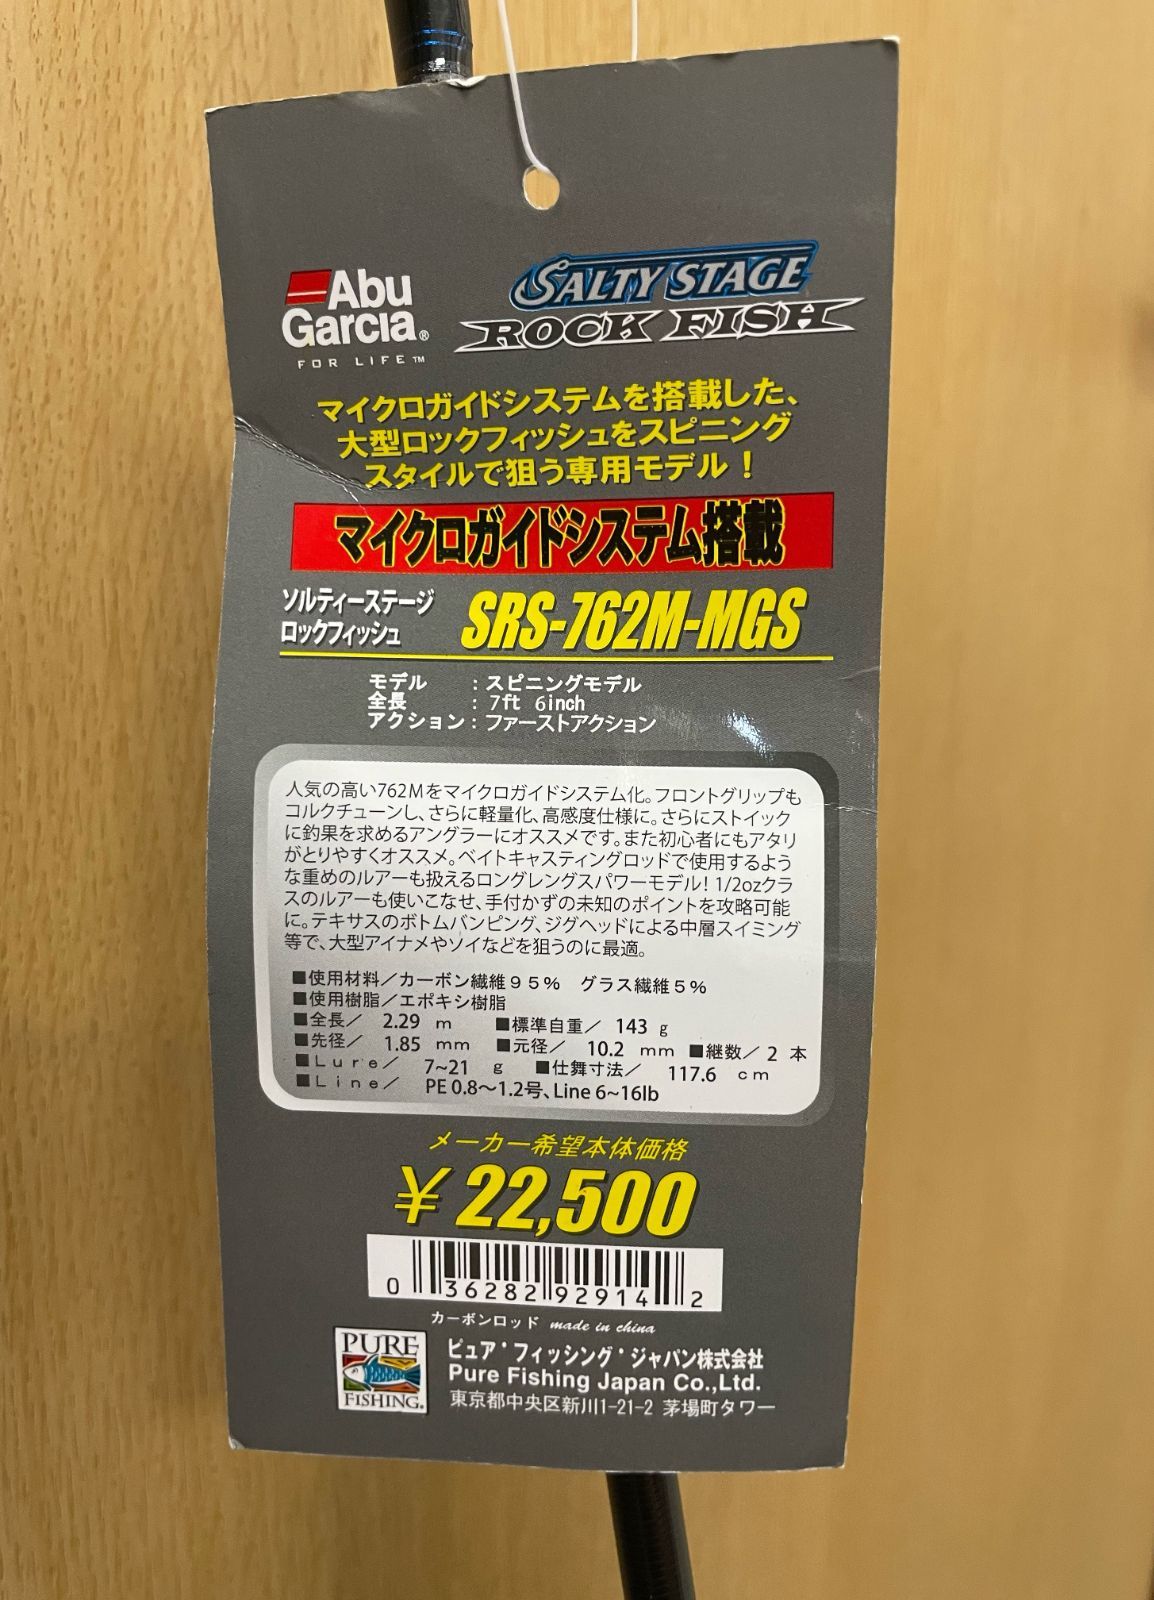 Abu
Garcia®
FOR LIFE™
SALTY STAGE
ROCK FISH
マイクロガイドシステムを搭載した、
大型ロックフィッシュをスピニング
スタイルで狙う専用モデル！
マイクロガイドシステム搭載
ソルティーステージ
ロックフィッシュ
SRS-762M-MGS
モデル : スピニングモデル
全長 : 7ft 6inch
アクション : ファーストアクション
人気の高い762Mをマイクロガイドシステム化。フロントグリップも
コルクチューンし、さらに軽量化、高感度仕様に。さらにストイック
に釣果を求めるアングラーにオススメです。また初心者にもアタリ
がとりやすくオススメ。ベイトキャスティングロッドで使用するよう
な重めのルアーも扱えるロングレングスパワーモデル！1/2ozクラ
スのルアーも使いこなせ、手付かずの未知のポイントを攻略可能
に。テキサスのボトムバンピング、ジグヘッドによる中層スイミング
等で、大型アイナメやソイなどを狙うのに最適。
■使用材料／カーボン繊維９５％ グラス繊維５％
■使用樹脂／エポキシ樹脂
■全長／ 2.29 m ■標準自重／ 143 g
■先径／ 1.85 mm ■元径／ 10.2 mm ■継数／2 本
■Lure／ 7~21 g ■仕舞寸法／ 117.6 cm
■Line／ PE 0.8～1.2号、Line 6~16lb
メーカー希望本体価格
￥22,500
0 36282 92914 2
カーボンロッド made in china
PURE
FISHING®
ピュア・フィッシング・ジャパン株式会社
Pure Fishing Japan Co.,Ltd.
東京都中央区新川1-21-2 茅場町タワー